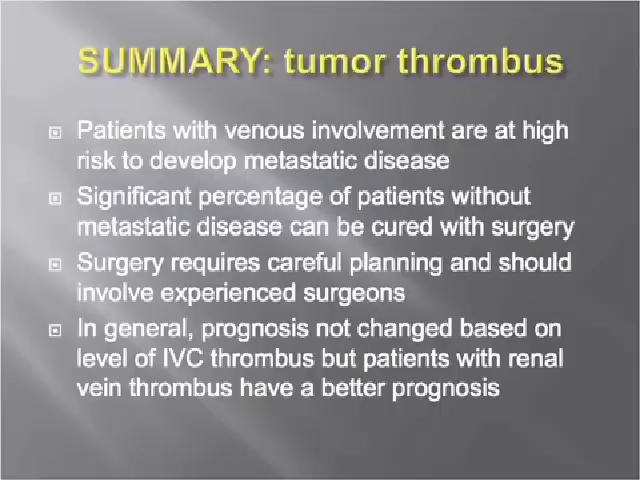 SUMMARY: tumor thrombus
Patients with venous involvement are at high
risk to develop metastatic disease
Significant percentage of patients without
metastatic disease can be cured with surgery
Surgery requires careful planning and should
involve experienced surgeons
In general, prognosis not changed based on
level of IVC thrombus but patients with renal
vein thrombus have a better prognosis